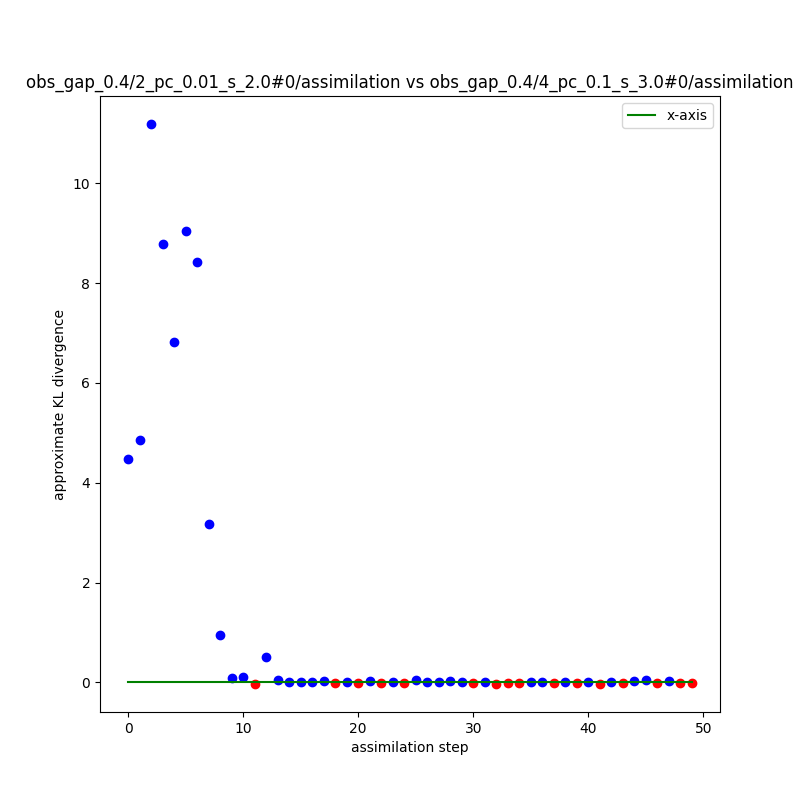 obs_gap_0.4/2_pc_0.01_s_2.0#0/assimilation vs obs_gap_0.4/4_pc_0.1_s_3.0#0/assimilation
x-axis
10
8
6
4
2
0
approximate KL divergence
0 10 20 30 40 50
assimilation step